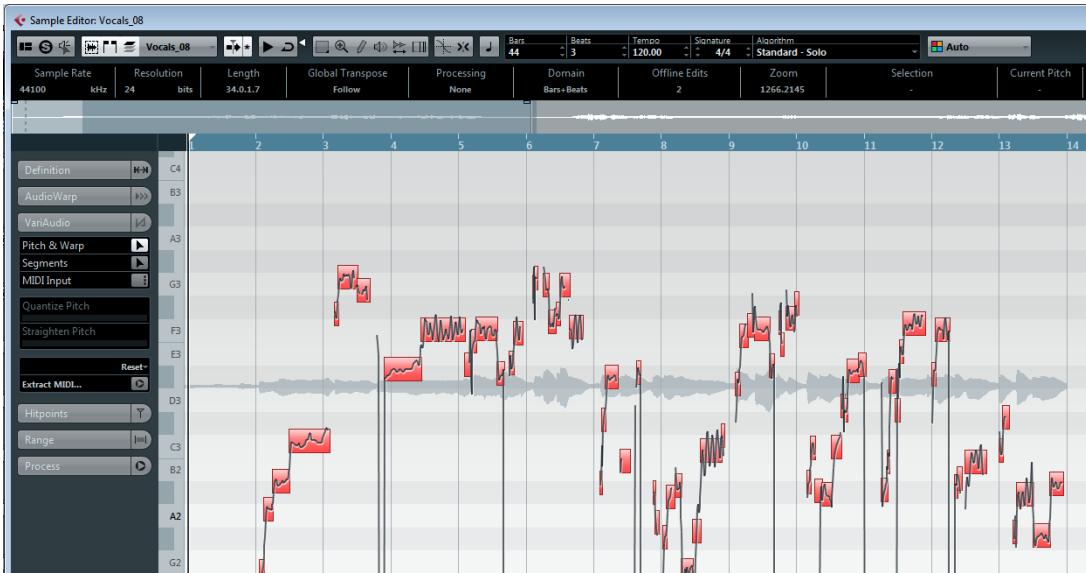 Sample Editor: Vocals_08
Vocals_08
Bars Beats Tempo Signature Algorithm
44 3 120.00 4/4 Standard - Solo Auto
Sample Rate Resolution Length Global Transpose Processing Domain Offline Edits Zoom Selection Current Pitch
44100 kHz 24 bits 34.0.1.7 Follow None Bars+Beats 2 1266.2145 - -
1 2 3 4 5 6 7 8 9 10 11 12 13 14
Definition
AudioWarp
VariAudio
Pitch & Warp
Segments
MIDI Input
Quantize Pitch
Straighten Pitch
Reset
Extract MIDI...
Hitpoints
Range
Process
C4
B3
A3
G3
F3
E3
D3
C3
B2
A2
G2